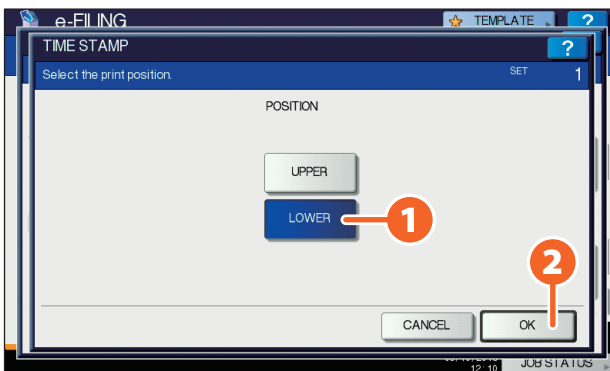 e-FILING
TEMPLATE ?
TIME STAMP ?
Select the print position. SET 1
POSITION
UPPER
LOWER 1
2
CANCEL OK
12:10 JOB STATUS